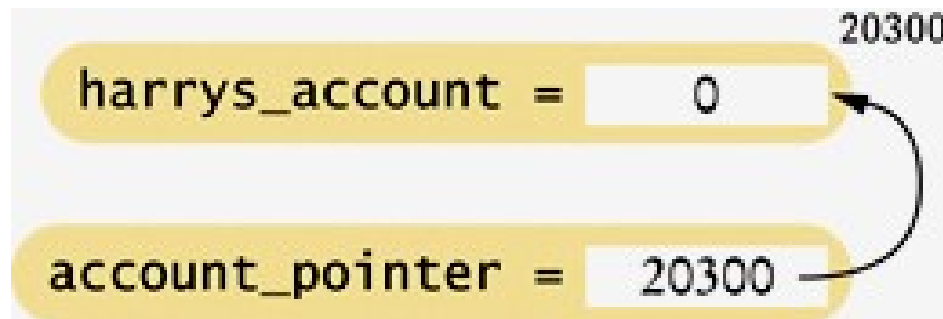 20300
harrys_account = 0
account_pointer = 20300